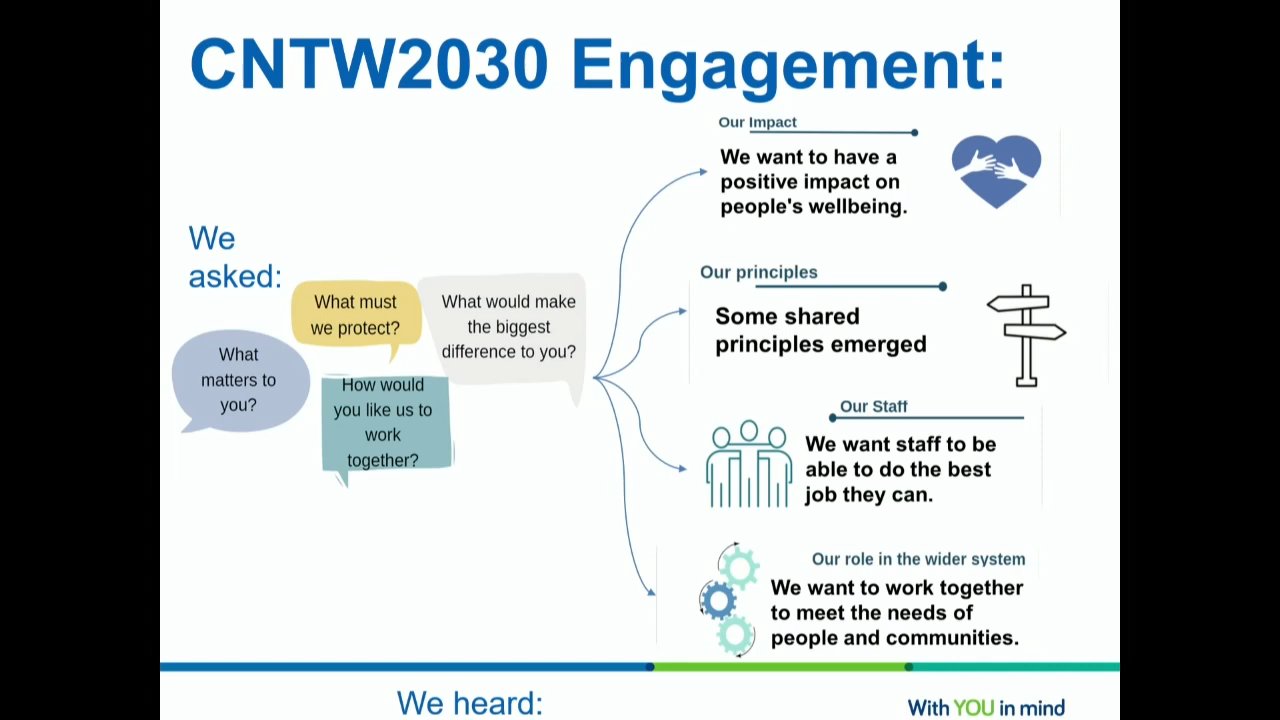 CNTW2030 Engagement:
We
asked:
What must
we protect?
What would make
the biggest
difference to you?
What
matters to
you?
How would
you like us to
work
together?
Our Impact
We want to have a
positive impact on
people's wellbeing.
Our principles
Some shared
principles emerged
Our Staff
We want staff to be
able to do the best
job they can.
Our role in the wider system
We want to work together
to meet the needs of
people and communities.
We heard:
With YOU in mind